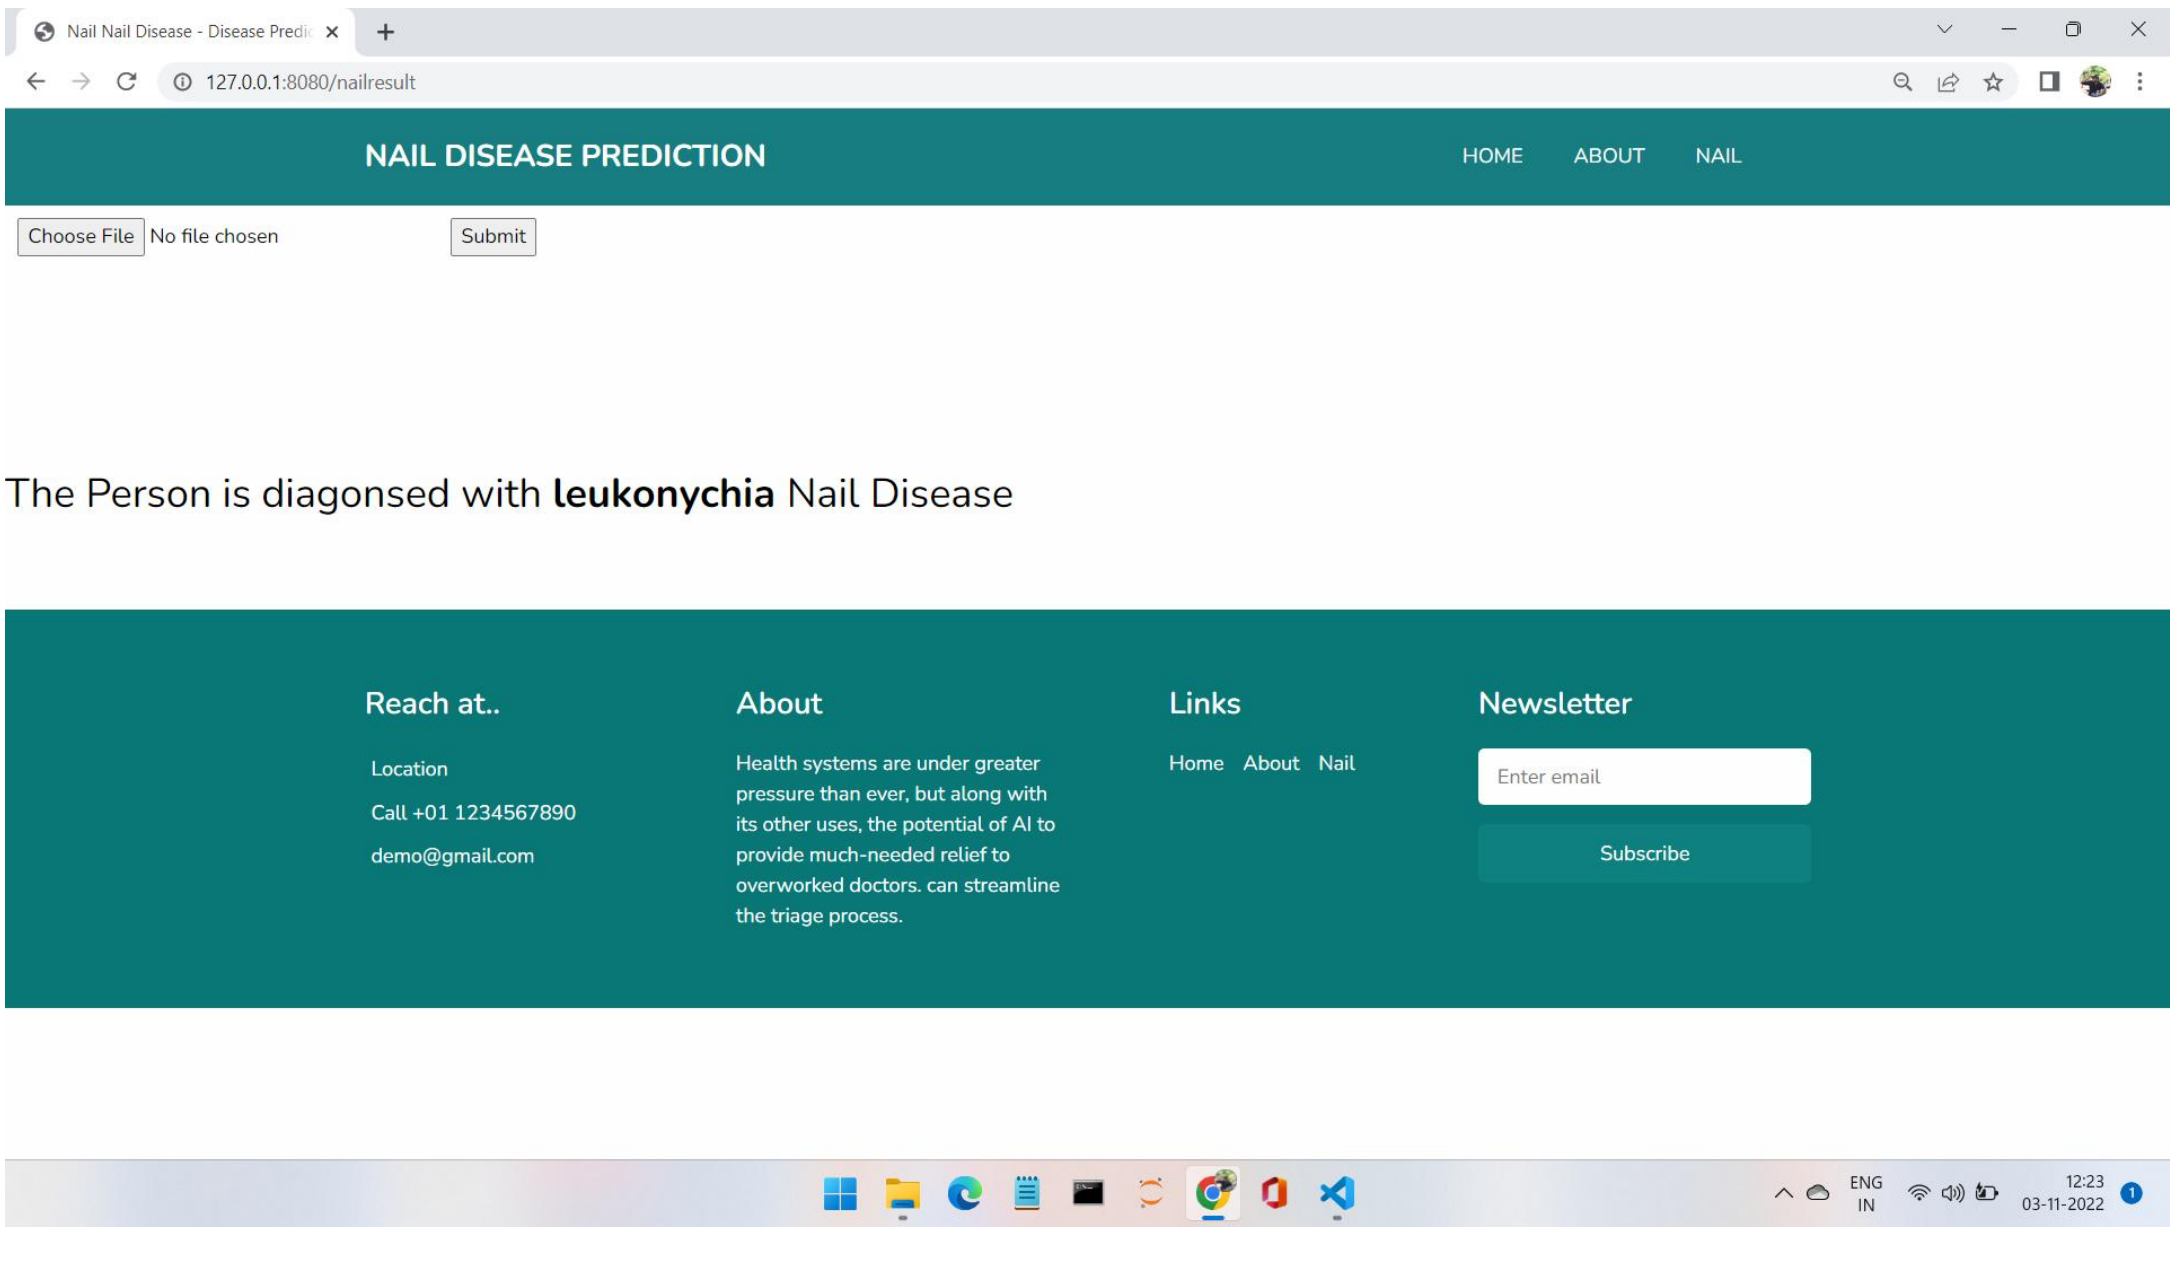 Nail Nail Disease - Disease Predic
127.0.0.1:8080/nailresult
NAIL DISEASE PREDICTION
HOME ABOUT NAIL
Choose File No file chosen Submit
The Person is diagonsed with leukonychia Nail Disease
Reach at..
Location
Call +01 1234567890
demo@gmail.com
About
Health systems are under greater
pressure than ever, but along with
its other uses, the potential of AI to
provide much-needed relief to
overworked doctors. can streamline
the triage process.
Links
Home About Nail
Newsletter
Enter email
Subscribe
ENG
IN
12:23
03-11-2022
1